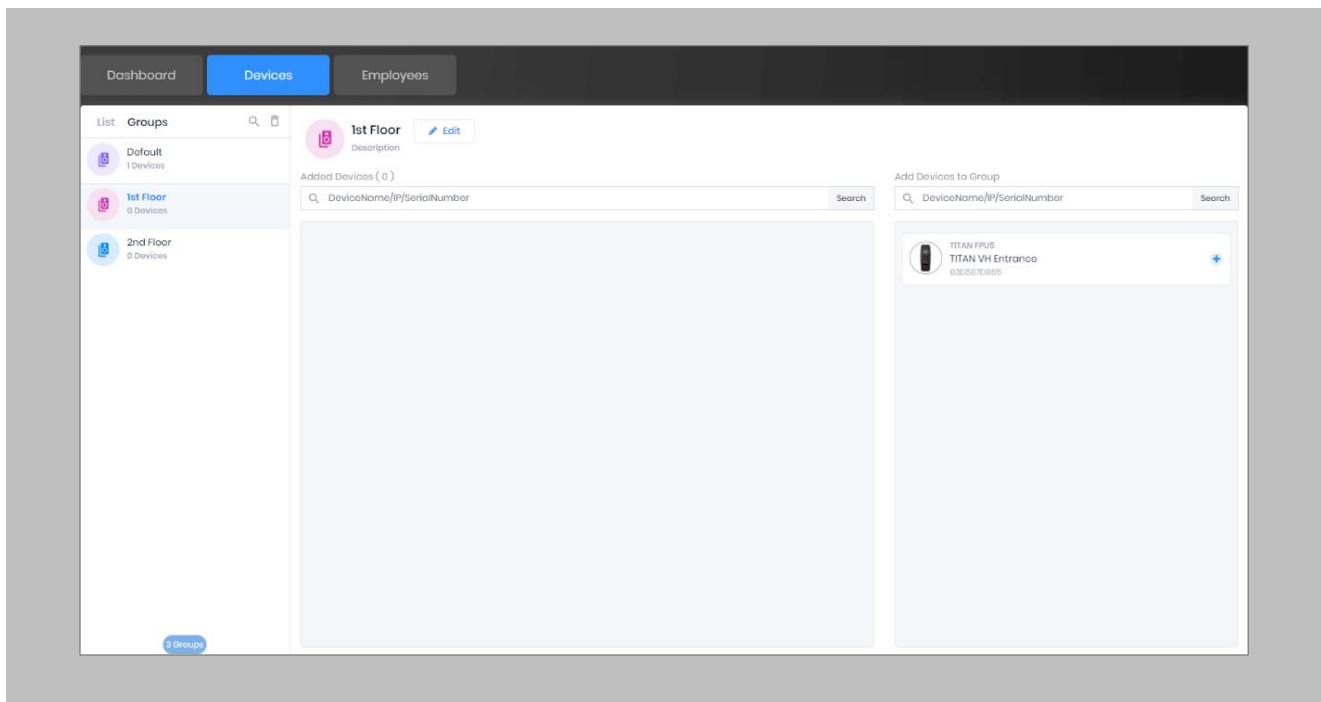 Dashboard
Devices
Employees
List Groups
Default
1 Devices
1st Floor
0 Devices
2nd Floor
0 Devices
3 Groups
1st Floor
Edit
Description
Added Devices ( 0 )
DeviceName/IP/SerialNumber
Search
Add Devices to Group
DeviceName/IP/SerialNumber
Search
TITAN FPU5
TITAN VH Entrance